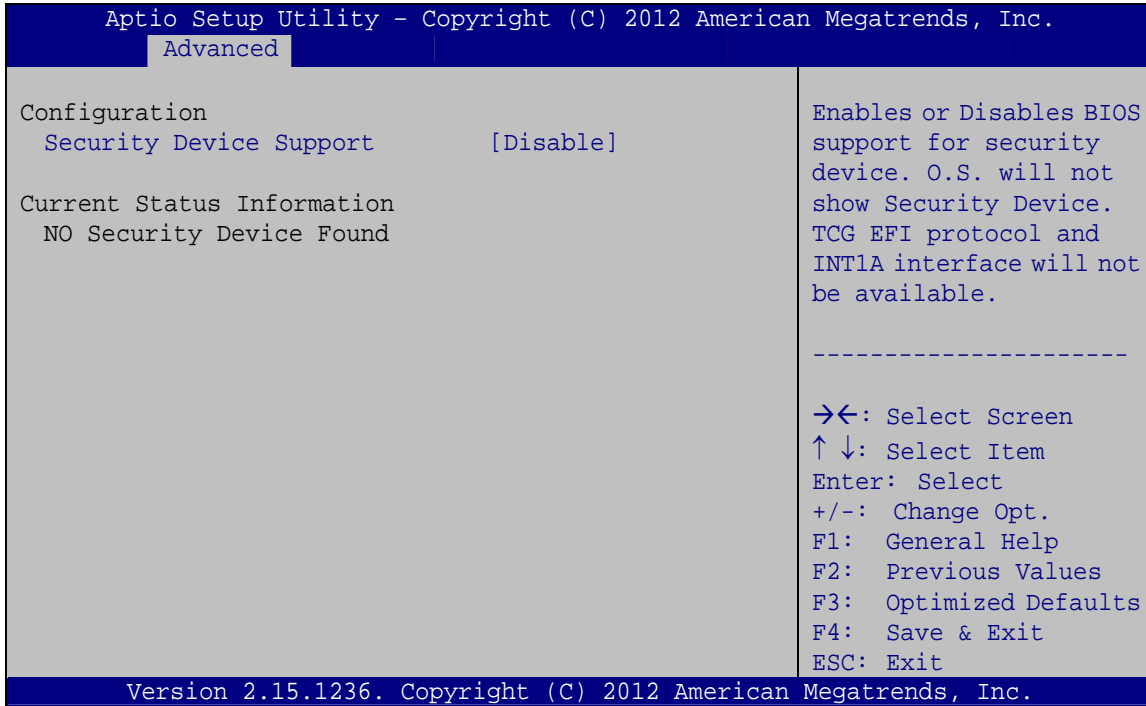 Aptio Setup Utility – Copyright (C) 2012 American Megatrends, Inc.
Advanced
Configuration
Security Device Support [Disable]
Current Status Information
NO Security Device Found
Enables or Disables BIOS
support for security
device. O.S. will not
show Security Device.
TCG EFI protocol and
INT1A interface will not
be available.
----------------------
→←: Select Screen
↑ ↓: Select Item
Enter: Select
+/-: Change Opt.
F1: General Help
F2: Previous Values
F3: Optimized Defaults
F4: Save & Exit
ESC: Exit
Version 2.15.1236. Copyright (C) 2012 American Megatrends, Inc.